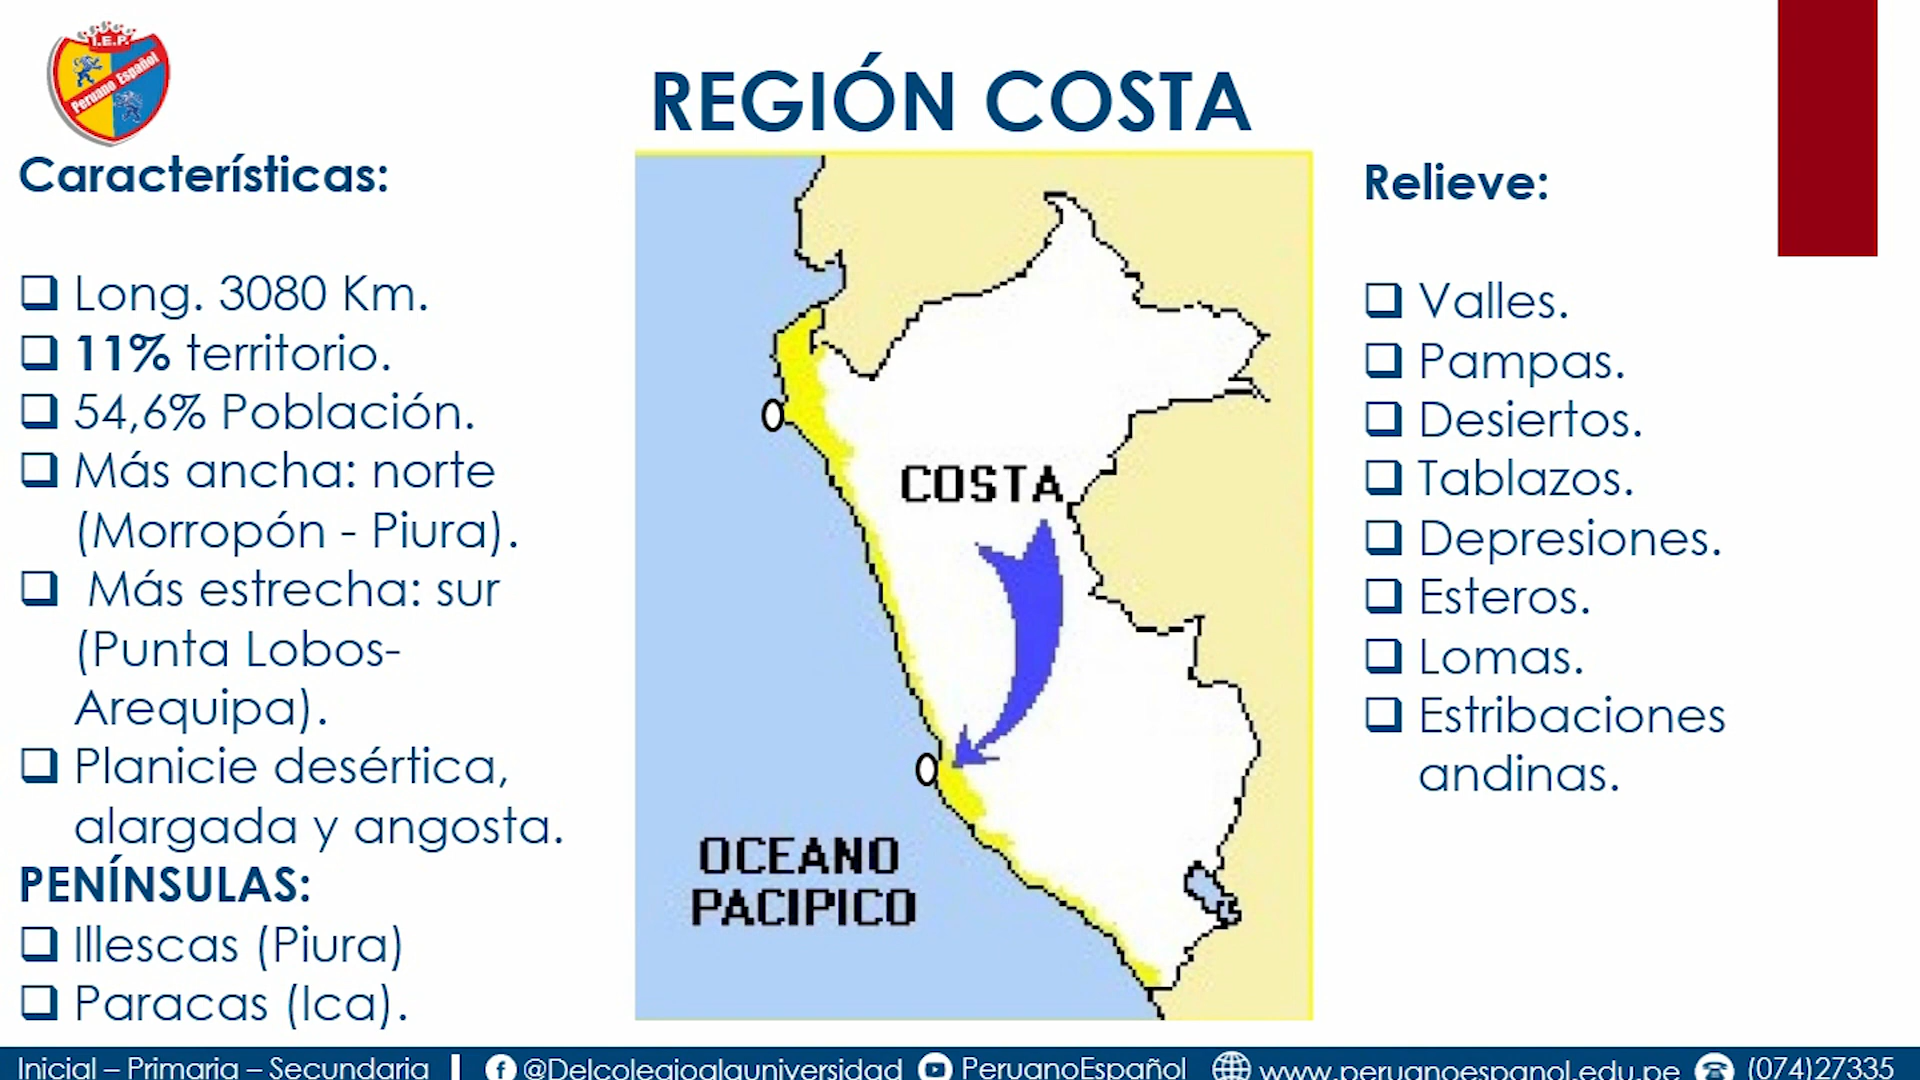 I.E.P.
Peruano Español
REGIÓN COSTA
Características:
Long. 3080 Km.
11% territorio.
54,6% Población.
Más ancha: norte
(Morropón - Piura).
Más estrecha: sur
(Punta Lobos-
Arequipa).
Planicie desértica,
alargada y angosta.
PENÍNSULAS:
Illescas (Piura)
Paracas (Ica).
COSTA
OCEANO
PACIPICO
Relieve:
Valles.
Pampas.
Desiertos.
Tablazos.
Depresiones.
Esteros.
Lomas.
Estribaciones
andinas.
Inicial – Primaria – Secundaria | @Delcolegioalauniversidad PeruanoEspañol www.peruanoespanol.edu.pe (074)27335